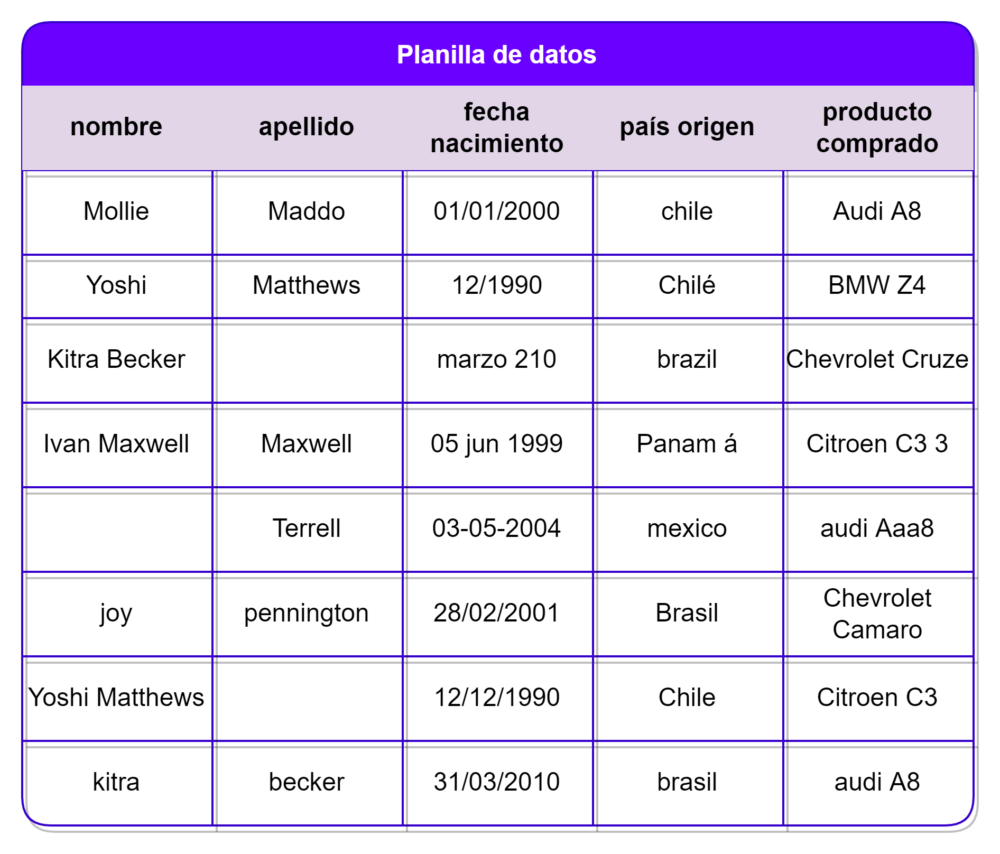 Planilla de datos
nombre apellido fecha nacimiento país origen producto comprado
Mollie Maddo 01/01/2000 chile Audi A8
Yoshi Matthews 12/1990 Chilé BMW Z4
Kitra Becker marzo 210 brazil Chevrolet Cruze
Ivan Maxwell Maxwell 05 jun 1999 Panam á Citroen C3 3
Terrell 03-05-2004 mexico audi Aaa8
joy pennington 28/02/2001 Brasil Chevrolet Camaro
Yoshi Matthews 12/12/1990 Chile Citroen C3
kitra becker 31/03/2010 brasil audi A8